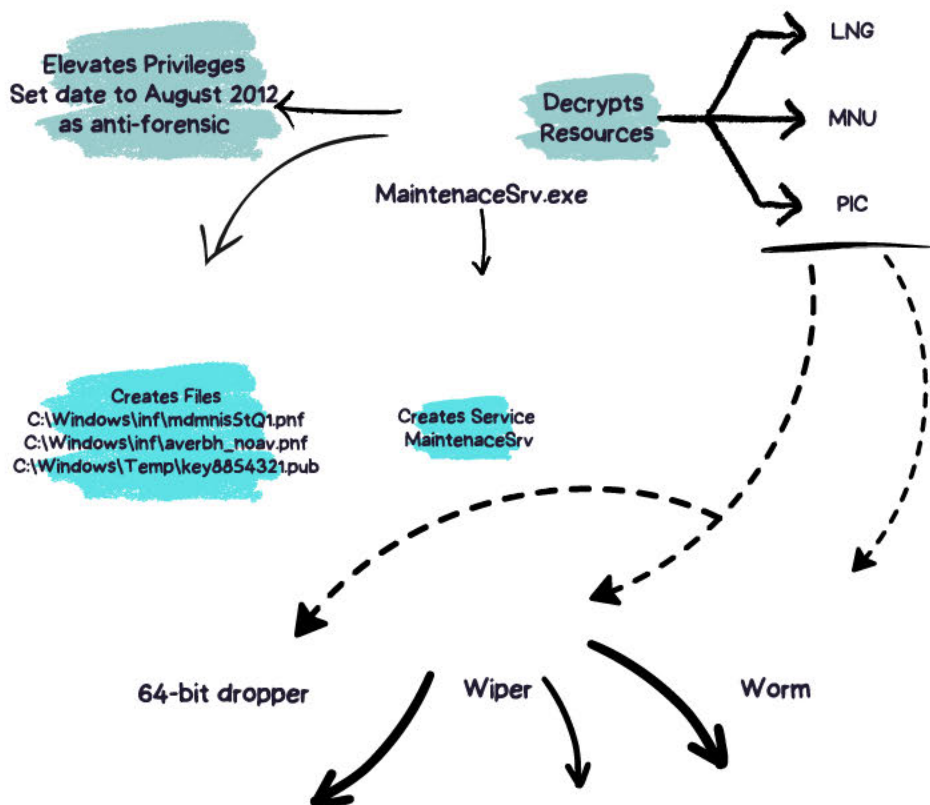 Elevates Privileges
Set date to August 2012
as anti-forensic
Decrypts
Resources
LNG
MNU
PIC
MaintenaceSrv.exe
Creates Files
C:\Windows\inf\mdmnis5tQ1.pnf
C:\Windows\inf\averbh_noav.pnf
C:\Windows\Temp\key8854321.pub
Creates Service
MaintenaceSrv
64-bit dropper
Wiper
Worm